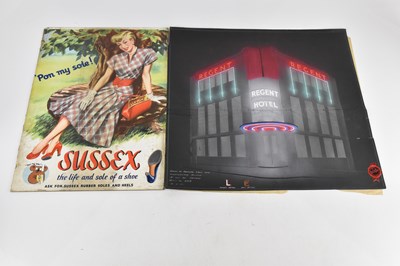 'Pon my sole!
SUSSEX
the life and sole of a shoe
ASK FOR SUSSEX RUBBER SOLES AND HEELS
REGENT
REGENT
REGENT
HOTEL